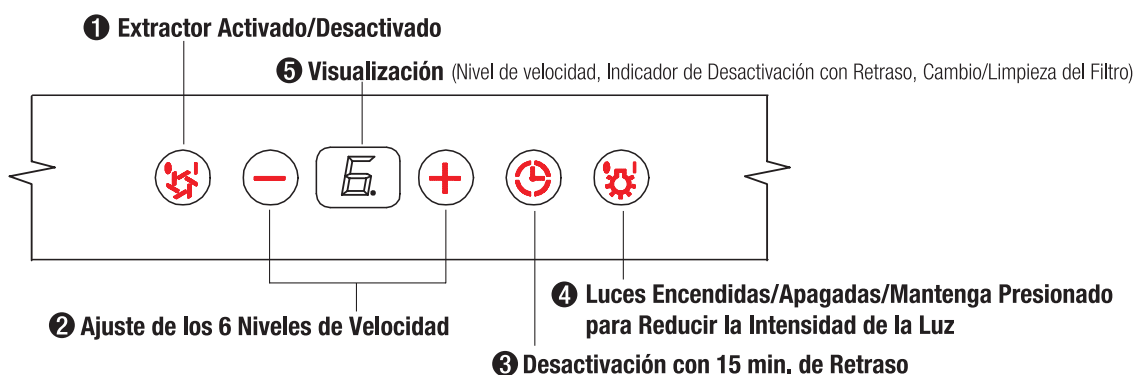 ❶ Extractor Activado/Desactivado
❺ Visualización (Nivel de velocidad, Indicador de Desactivación con Retraso, Cambio/Limpieza del Filtro)
6.
❷ Ajuste de los 6 Niveles de Velocidad
❹ Luces Encendidas/Apagadas/Mantenga Presionado
para Reducir la Intensidad de la Luz
❸ Desactivación con 15 min. de Retraso